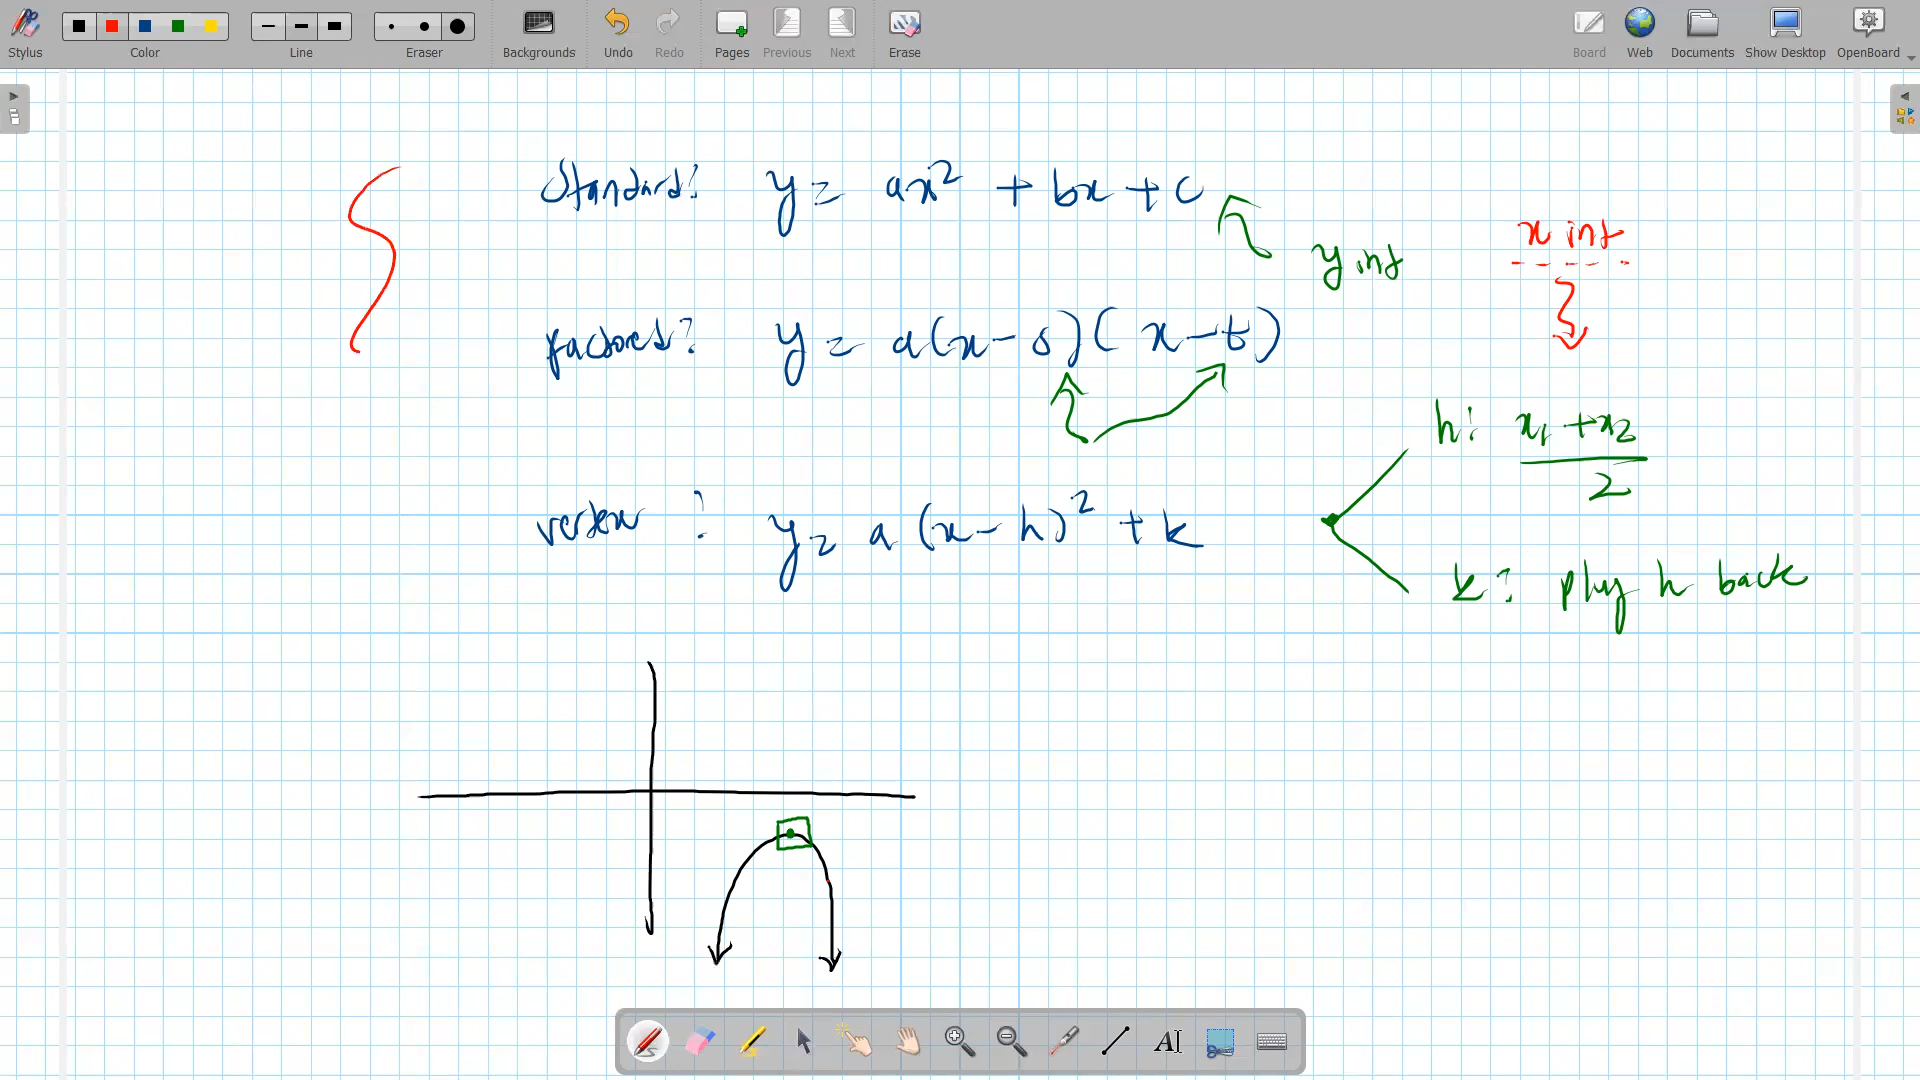 Stylus Color Line Eraser Backgrounds Undo Redo Pages Previous Next Erase Board Web Documents Show Desktop OpenBoard
Standard: y = ax² + bx + c
y int
x int
factored: y = a(x-s)(x-t)
h: x₁ + x₂
2
vertex : y = a (x-h)² + k
k: plug h back
AI